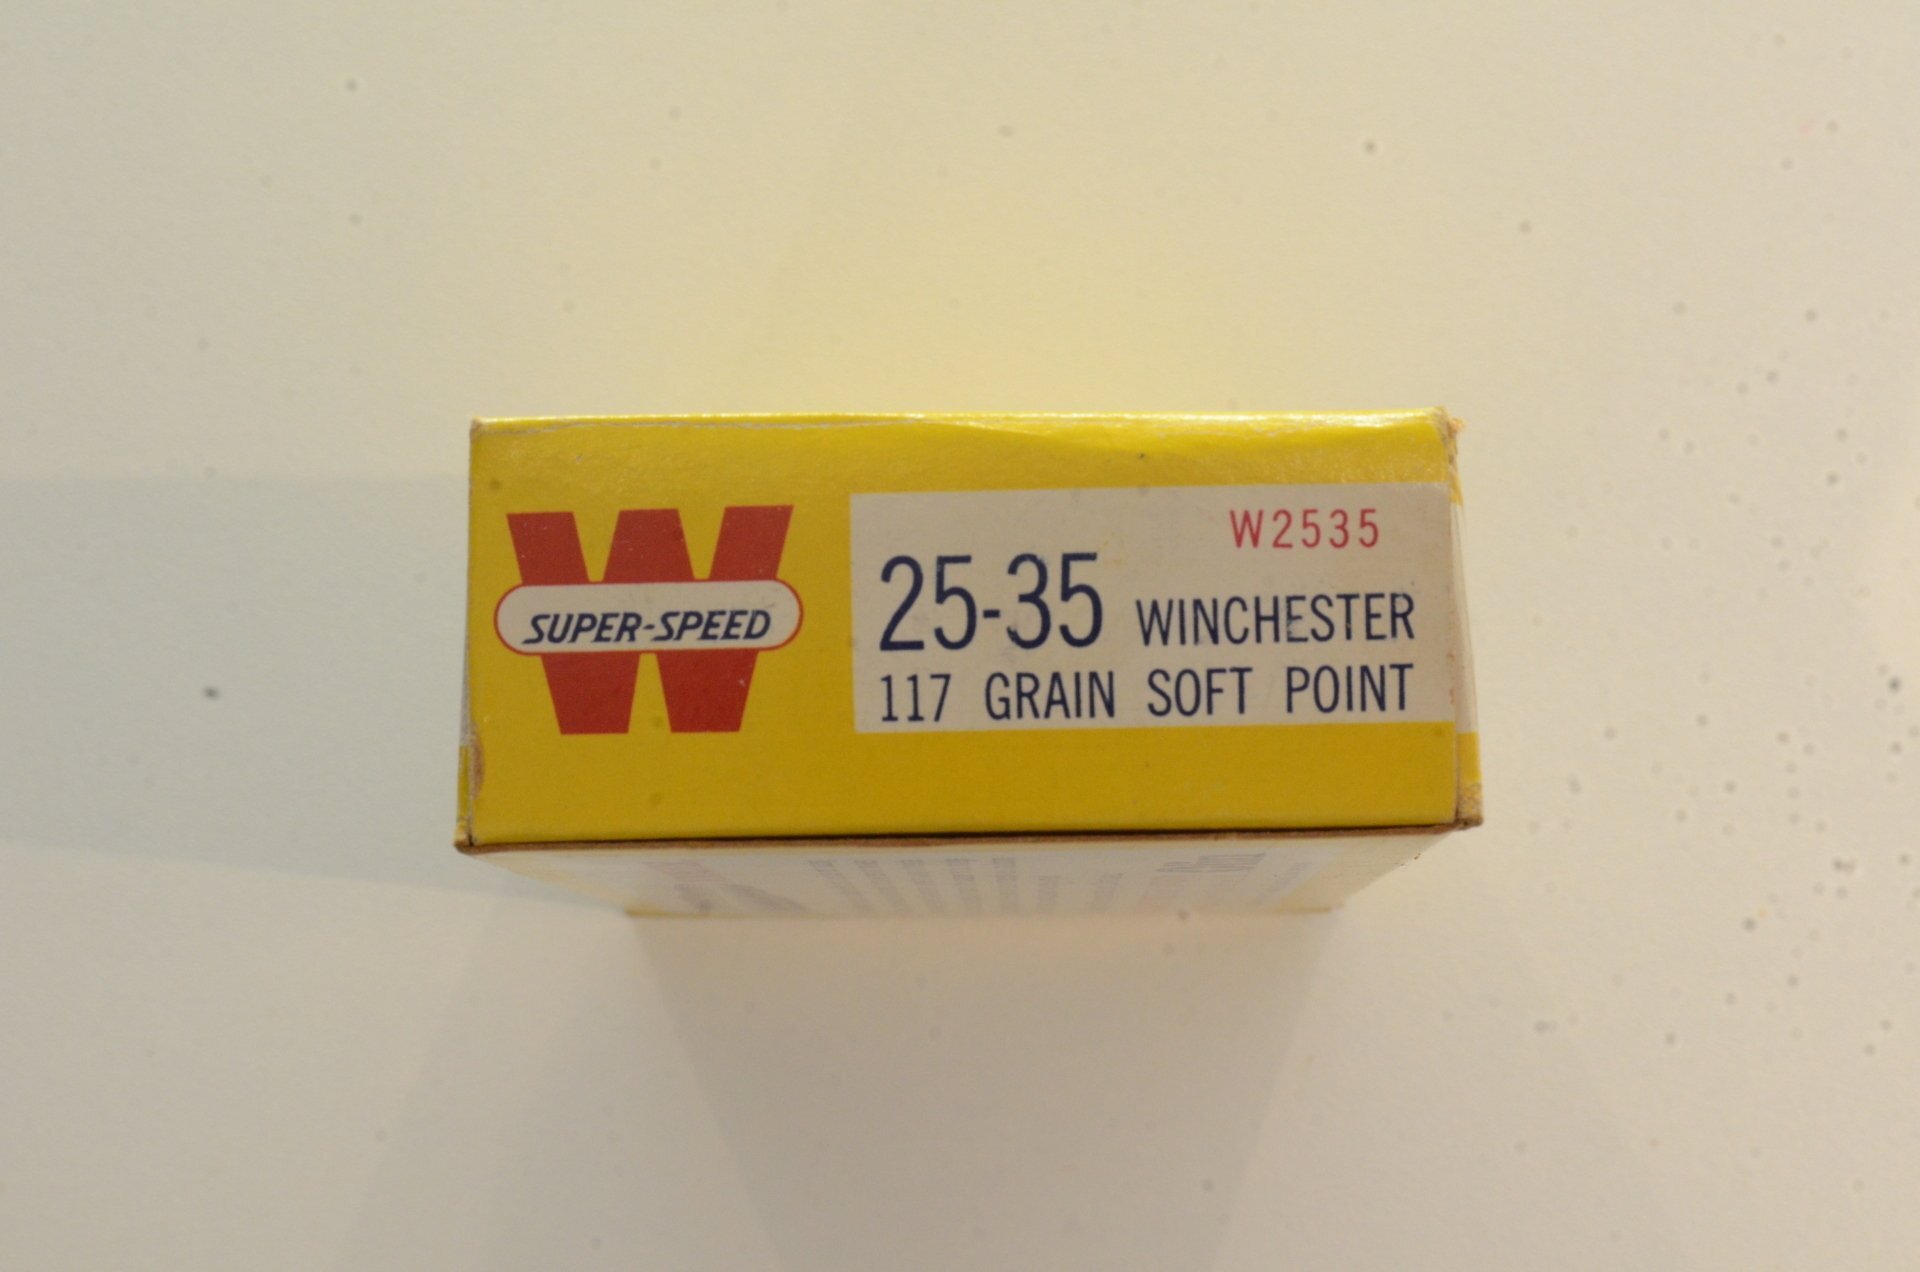 W
SUPER-SPEED
W2535
25-35 WINCHESTER
117 GRAIN SOFT POINT